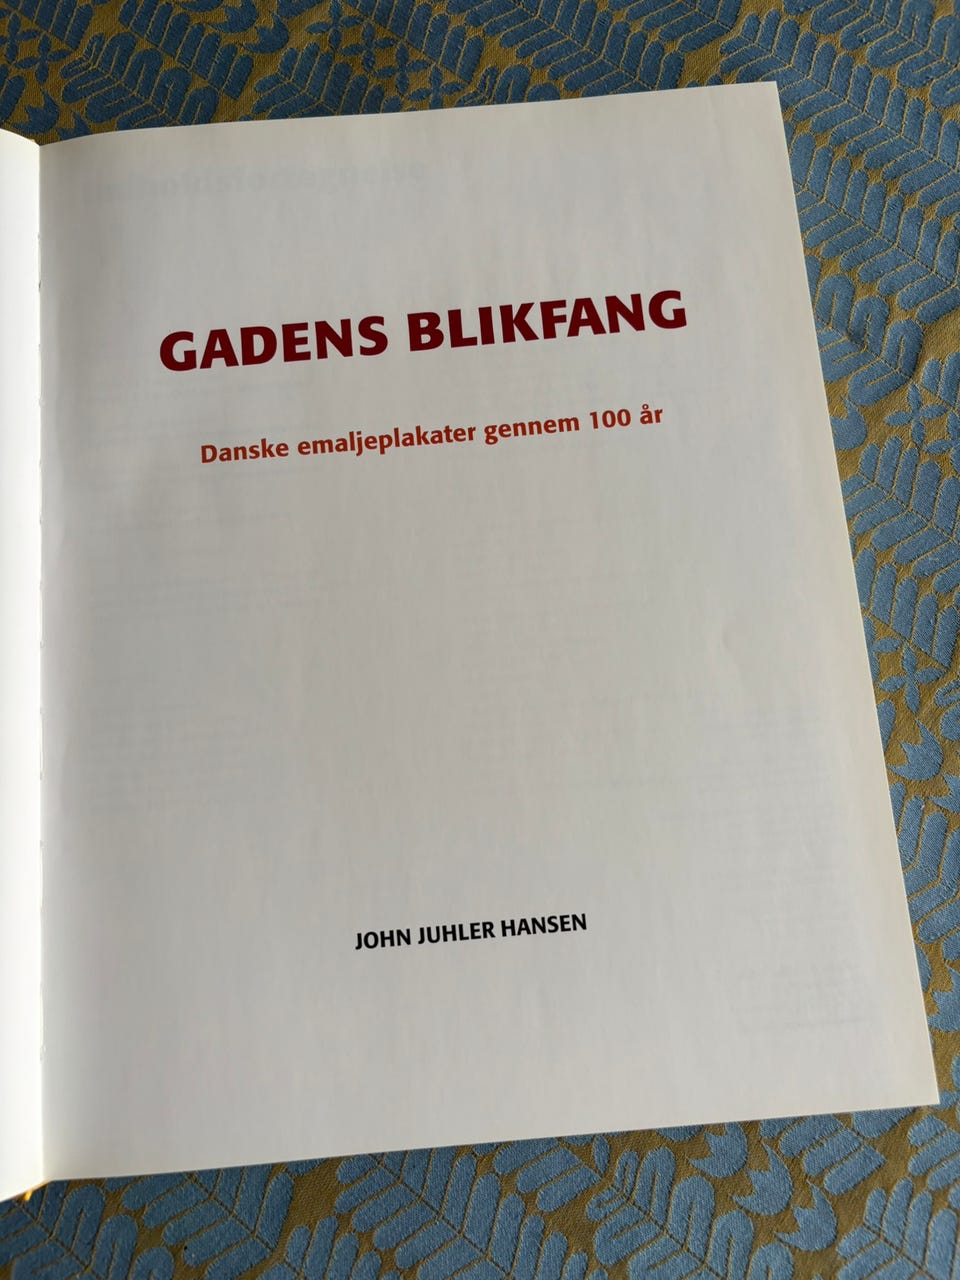 GADENS BLIKFANG
Danske emaljeplakater gennem 100 år
JOHN JUHLER HANSEN